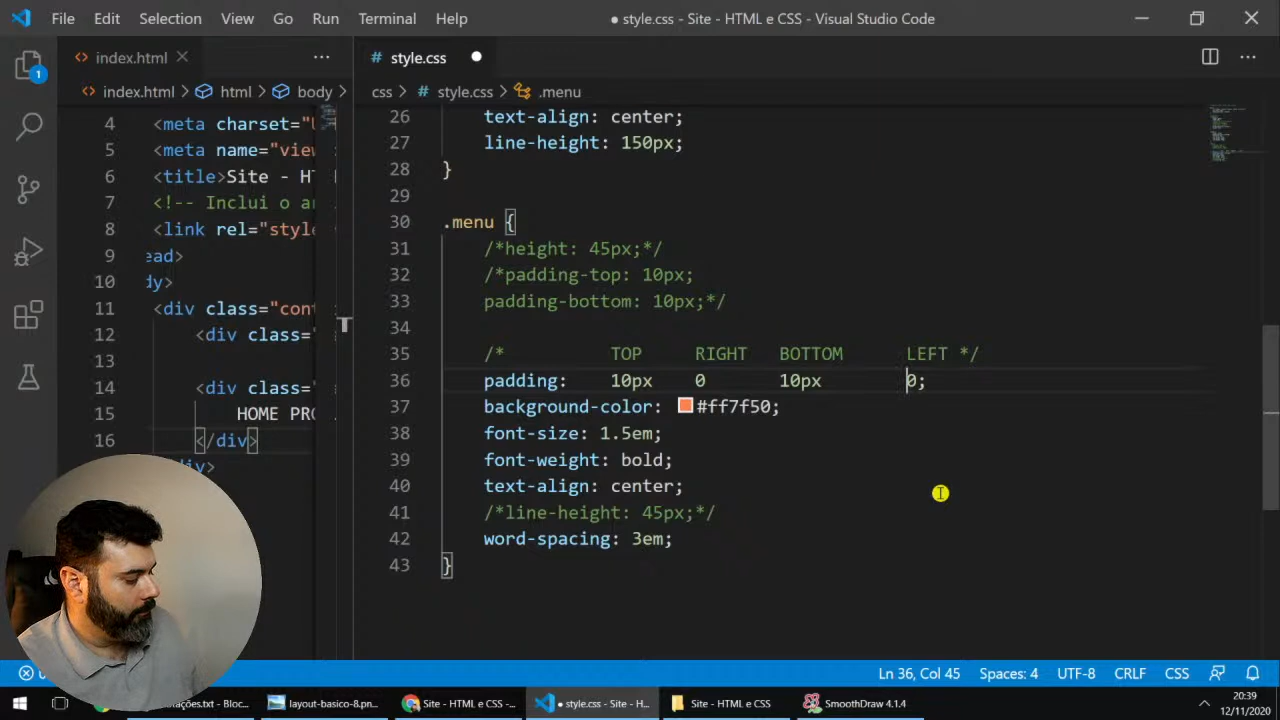 File Edit Selection View Go Run Terminal Help
● style.css - Site - HTML e CSS - Visual Studio Code
index.html
index.html > html > body
4 <meta charset="U
5 <meta name="view
6 <title>Site - HT
7 <!-- Inclui o ar
8 <link rel="style
9 ead>
10 dy>
11 <div class="cont
12 <div class="
13
14 <div class="
15 HOME PRO
16 </div>
div>
# style.css ●
css > # style.css > .menu
26 text-align: center;
27 line-height: 150px;
28 }
29
30 .menu {
31 /*height: 45px;*/
32 /*padding-top: 10px;
33 padding-bottom: 10px;*/
34
35 /* TOP RIGHT BOTTOM LEFT */
36 padding: 10px 0 10px 0;
37 background-color: #ff7f50;
38 font-size: 1.5em;
39 font-weight: bold;
40 text-align: center;
41 /*line-height: 45px;*/
42 word-spacing: 3em;
43 }
1
Ln 36, Col 45 Spaces: 4 UTF-8 CRLF CSS
ações.txt - Bloc... layout-basico-8.pn... Site - HTML e CSS -... ● style.css - Site - H... Site - HTML e CSS SmoothDraw 4.1.4
20:39
12/11/2020